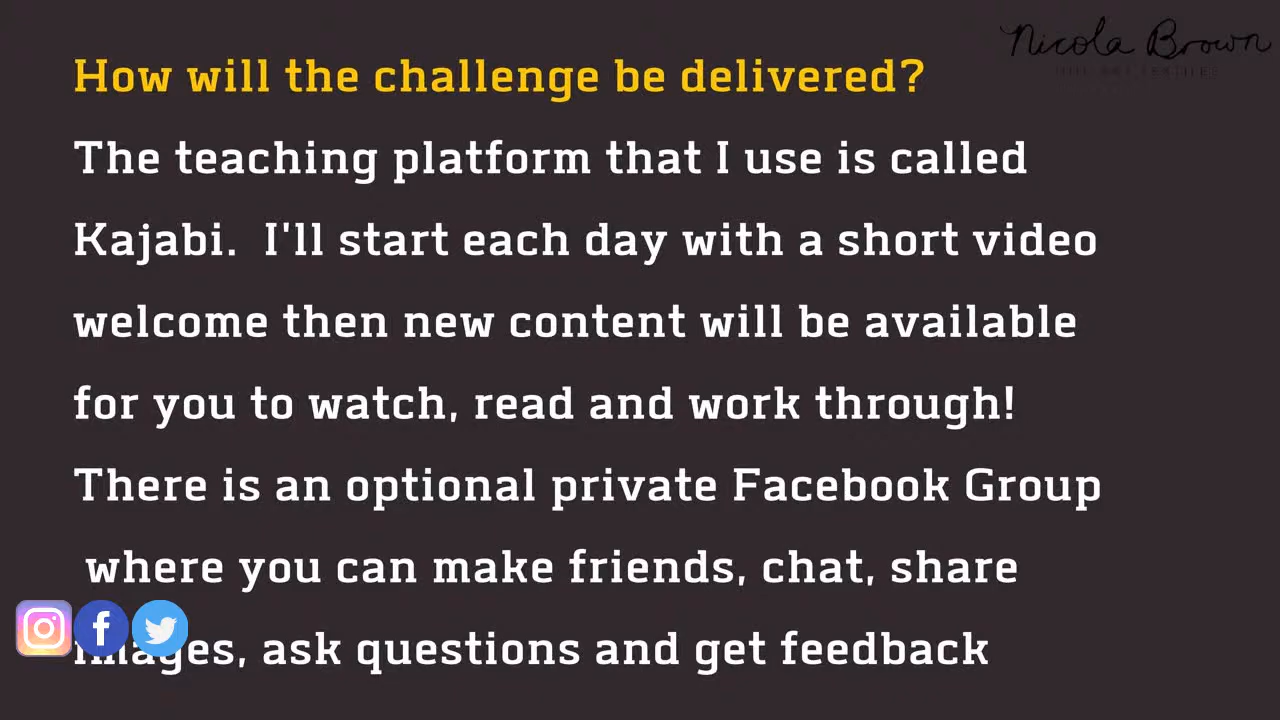 Nicola Brown
How will the challenge be delivered?
The teaching platform that I use is called
Kajabi.  I'll start each day with a short video
welcome then new content will be available
for you to watch, read and work through!
There is an optional private Facebook Group
where you can make friends, chat, share
images, ask questions and get feedback